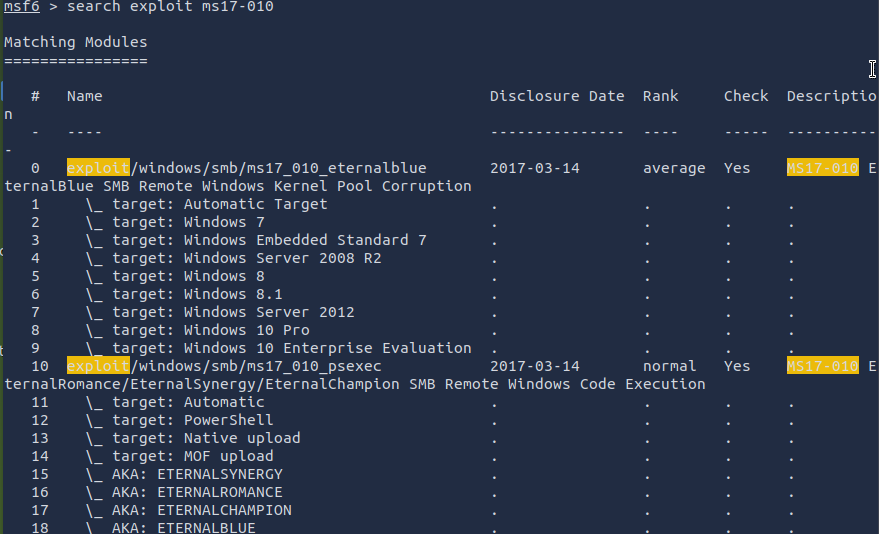 msf6 > search exploit ms17-010
Matching Modules
================
# Name Disclosure Date Rank Check Descriptio
n
- ---- --------------- ---- ----- ----------
-
0 exploit/windows/smb/ms17_010_eternalblue 2017-03-14 average Yes MS17-010 E
ternalBlue SMB Remote Windows Kernel Pool Corruption
1 \_ target: Automatic Target . . . .
2 \_ target: Windows 7 . . . .
3 \_ target: Windows Embedded Standard 7 . . . .
4 \_ target: Windows Server 2008 R2 . . . .
5 \_ target: Windows 8 . . . .
6 \_ target: Windows 8.1 . . . .
7 \_ target: Windows Server 2012 . . . .
8 \_ target: Windows 10 Pro . . . .
9 \_ target: Windows 10 Enterprise Evaluation . . . .
10 exploit/windows/smb/ms17_010_psexec 2017-03-14 normal Yes MS17-010 E
ternalRomance/EternalSynergy/EternalChampion SMB Remote Windows Code Execution
11 \_ target: Automatic . . . .
12 \_ target: PowerShell . . . .
13 \_ target: Native upload . . . .
14 \_ target: MOF upload . . . .
15 \_ AKA: ETERNALSYNERGY . . . .
16 \_ AKA: ETERNALROMANCE . . . .
17 \_ AKA: ETERNALCHAMPION . . . .
18 \_ AKA: ETERNALBLUE . . . .